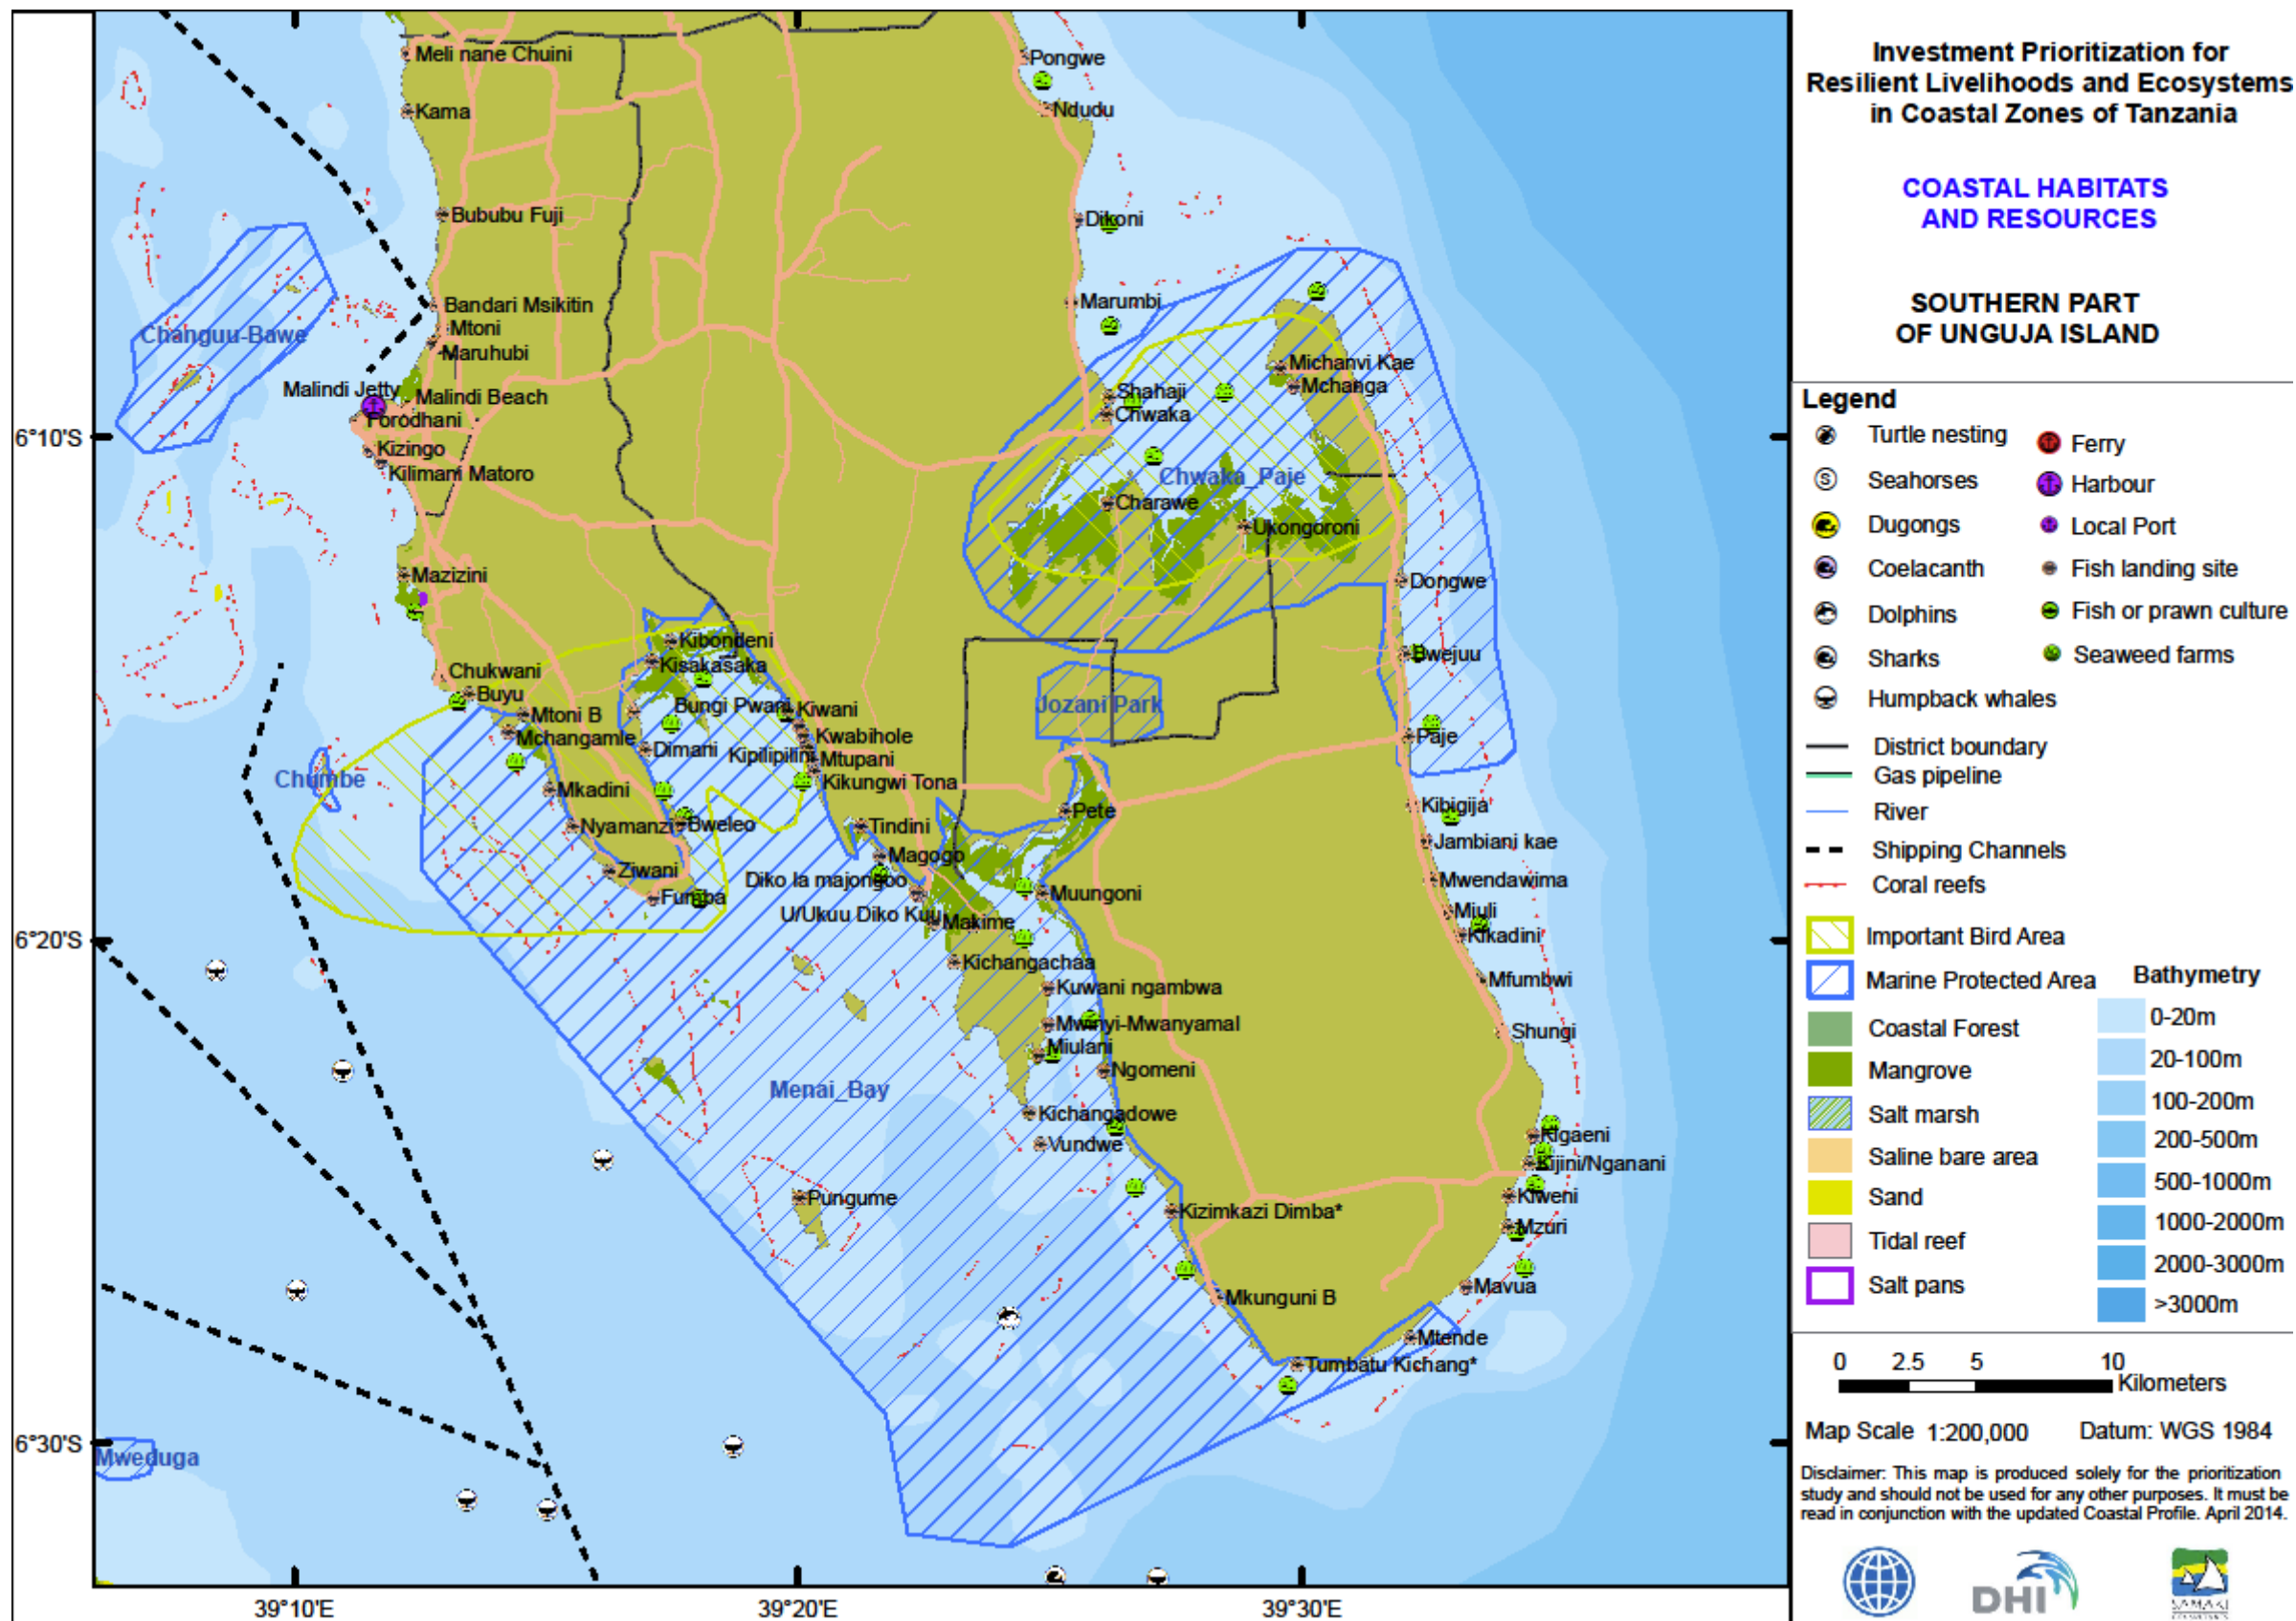 Investment Prioritization for
Resilient Livelihoods and Ecosystems
in Coastal Zones of Tanzania
COASTAL HABITATS
AND RESOURCES
SOUTHERN PART
OF UNGUJA ISLAND
Legend
Turtle nesting
Seahorses
Dugongs
Coelacanth
Dolphins
Sharks
Humpback whales
Ferry
Harbour
Local Port
Fish landing site
Fish or prawn culture
Seaweed farms
District boundary
Gas pipeline
River
Shipping Channels
Coral reefs
Important Bird Area
Marine Protected Area
Coastal Forest
Mangrove
Salt marsh
Saline bare area
Sand
Tidal reef
Salt pans
Bathymetry
0-20m
20-100m
100-200m
200-500m
500-1000m
1000-2000m
2000-3000m
>3000m
0 2.5 5 10
Kilometers
Map Scale 1:200,000 Datum: WGS 1984
Disclaimer: This map is produced solely for the prioritization
study and should not be used for any other purposes. It must be
read in conjunction with the updated Coastal Profile. April 2014.
DHI
SAMAKI
Meli nane Chuini
Pongwe
Kama
Ndudu
Bububu Fuji
Dikoni
Bandari Msikitin
Marumbi
Mtoni
Changuu-Bawe
Maruhubi
Michanvi Kae
Mchanga
Malindi Jetty
Malindi Beach
Shahaji
Chwaka
Forodhani
6°10'S
Kizingo
Kilimani Matoro
Chwaka_Paje
Charawe
Ukongoroni
Mazizini
Dongwe
Kibondeni
Kisakasaka
Bwejuu
Chukwani
Buyu
Bungi Pwani
Kiwani
Jozani Park
Mtoni B
Mchangamle
Kwabihole
Paje
Dimani
Kipilipilini
Mtupani
Chumbe
Kikungwi Tona
Mkadini
Kibigija
Pete
Nyamanzi
Bweleo
Tindini
Jambiani kae
Magogo
Ziwani
Diko la majongoo
Mwendawima
Fumba
Muungoni
U/Ukuu Diko Kuu
Makime
Miuli
Kikadini
6°20'S
Kichangachaa
Mfumbwi
Kuwani ngambwa
Mwinyi-Mwanyamal
Shungi
Miulani
Ngomeni
Menai_Bay
Kichangadowe
Vundwe
Kigaeni
Kijini/Nganani
Pungume
Kiweni
Kizimkazi Dimba*
Mzuri
Mavua
Mkunguni B
Mtende
Tumbatu Kichang*
6°30'S
Mweduga
39°10'E
39°20'E
39°30'E